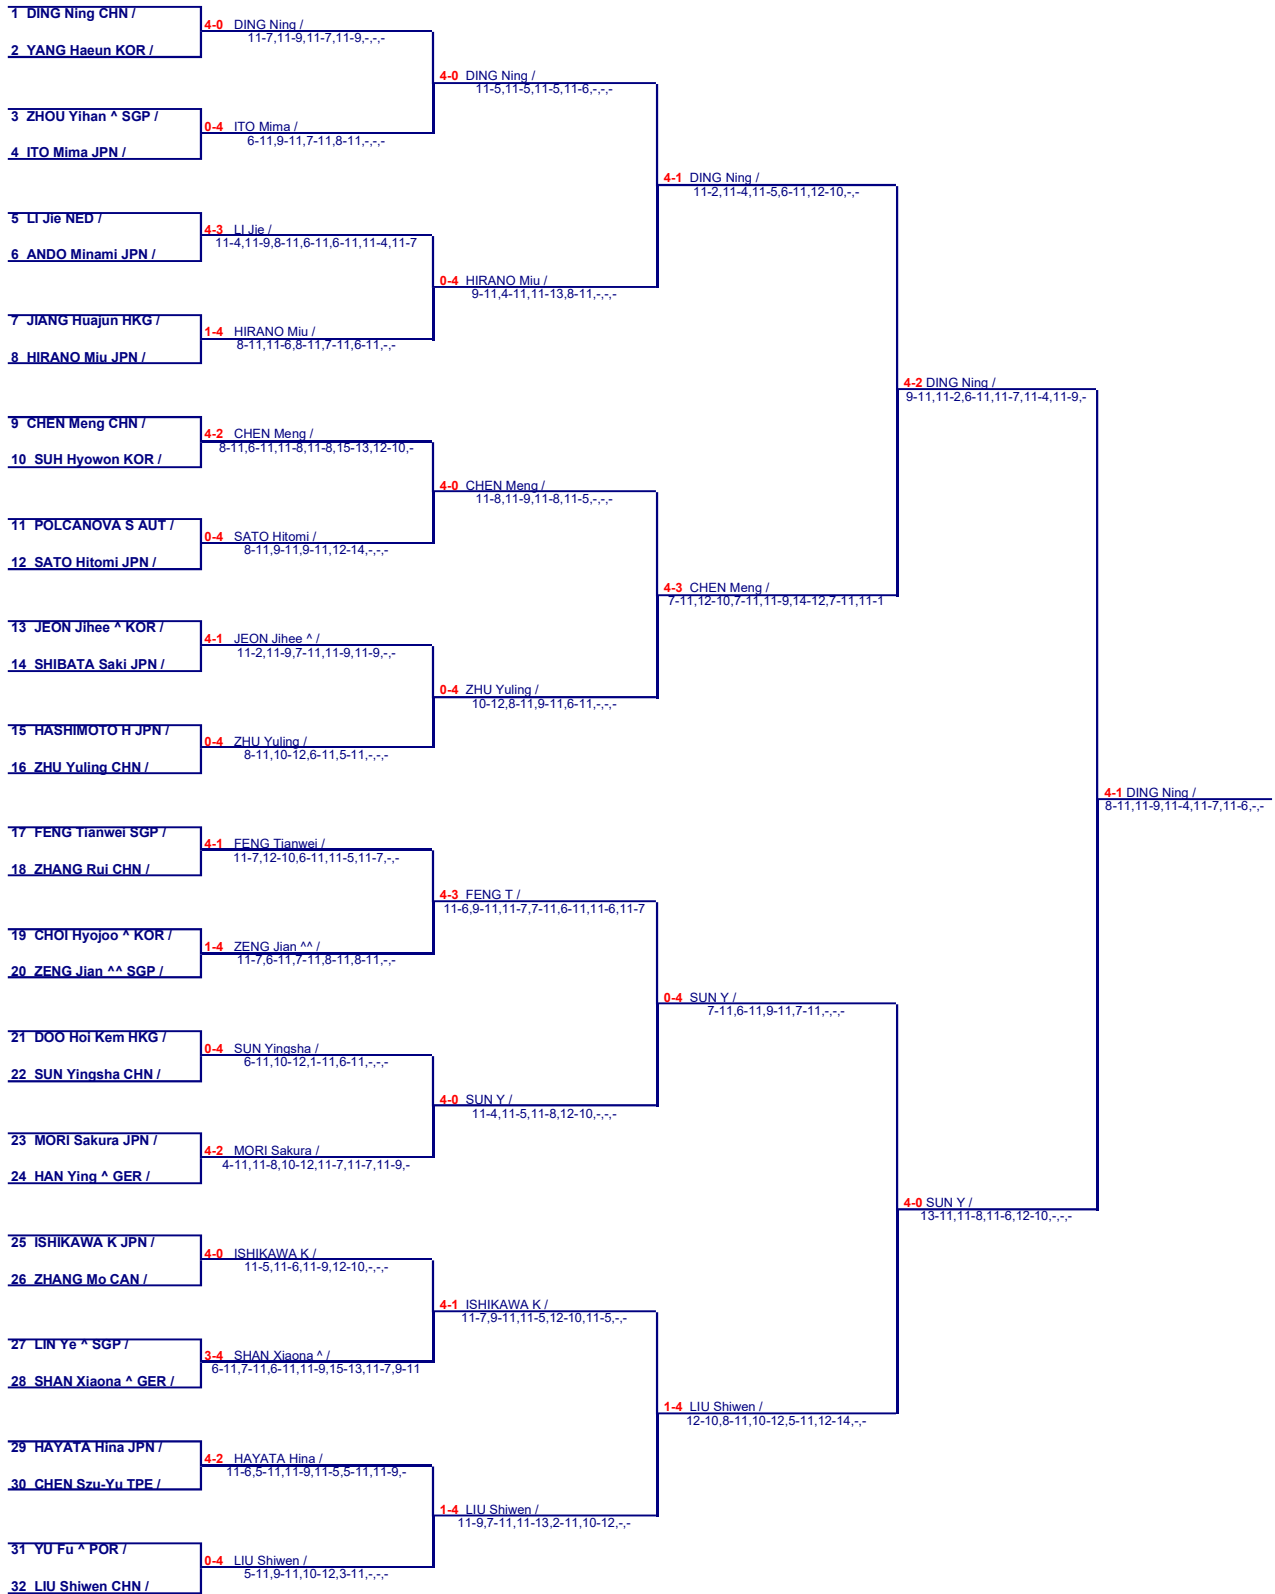 1 DING Ning CHN /
4-0 DING Ning /
11-7,11-9,11-7,11-9,-,-,-
2 YANG Haeun KOR /
4-0 DING Ning /
11-5,11-5,11-5,11-6,-,-,-
3 ZHOU Yihan ^ SGP /
0-4 ITO Mima /
6-11,9-11,7-11,8-11,-,-,-
4 ITO Mima JPN /
4-1 DING Ning /
11-2,11-4,11-5,6-11,12-10,-,-
5 LI Jie NED /
4-3 LI Jie /
11-4,11-9,8-11,6-11,6-11,11-4,11-7
6 ANDO Minami JPN /
0-4 HIRANO Miu /
9-11,4-11,11-13,8-11,-,-,-
7 JIANG Huajun HKG /
1-4 HIRANO Miu /
8-11,11-6,8-11,7-11,6-11,-,-
8 HIRANO Miu JPN /
4-2 DING Ning /
9-11,11-2,6-11,11-7,11-4,11-9,-
9 CHEN Meng CHN /
4-2 CHEN Meng /
8-11,6-11,11-8,11-8,15-13,12-10,-
10 SUH Hyowon KOR /
4-0 CHEN Meng /
11-8,11-9,11-8,11-5,-,-,-
11 POLCANOVA S AUT /
0-4 SATO Hitomi /
8-11,9-11,9-11,12-14,-,-,-
12 SATO Hitomi JPN /
4-3 CHEN Meng /
7-11,12-10,7-11,11-9,14-12,7-11,11-1
13 JEON Jihee ^ KOR /
4-1 JEON Jihee ^ /
11-2,11-9,7-11,11-9,11-9,-,-
14 SHIBATA Saki JPN /
0-4 ZHU Yuling /
10-12,8-11,9-11,6-11,-,-,-
15 HASHIMOTO H JPN /
0-4 ZHU Yuling /
8-11,10-12,6-11,5-11,-,-,-
16 ZHU Yuling CHN /
4-1 DING Ning /
8-11,11-9,11-4,11-7,11-6,-,-
17 FENG Tianwei SGP /
4-1 FENG Tianwei /
11-7,12-10,6-11,11-5,11-7,-,-
18 ZHANG Rui CHN /
4-3 FENG T /
11-6,9-11,11-7,7-11,6-11,11-6,11-7
19 CHOI Hyojoo ^ KOR /
1-4 ZENG Jian ^^ /
11-7,6-11,7-11,8-11,8-11,-,-
20 ZENG Jian ^^ SGP /
0-4 SUN Y /
7-11,6-11,9-11,7-11,-,-,-
21 DOO Hoi Kem HKG /
0-4 SUN Yingsha /
6-11,10-12,1-11,6-11,-,-,-
22 SUN Yingsha CHN /
4-0 SUN Y /
11-4,11-5,11-8,12-10,-,-,-
23 MORI Sakura JPN /
4-2 MORI Sakura /
4-11,11-8,10-12,11-7,11-7,11-9,-
24 HAN Ying ^ GER /
4-0 SUN Y /
13-11,11-8,11-6,12-10,-,-,-
25 ISHIKAWA K JPN /
4-0 ISHIKAWA K /
11-5,11-6,11-9,12-10,-,-,-
26 ZHANG Mo CAN /
4-1 ISHIKAWA K /
11-7,9-11,11-5,12-10,11-5,-,-
27 LIN Ye ^ SGP /
3-4 SHAN Xiaona ^ /
6-11,7-11,6-11,11-9,15-13,11-7,9-11
28 SHAN Xiaona ^ GER /
1-4 LIU Shiwen /
12-10,8-11,10-12,5-11,12-14,-,-
29 HAYATA Hina JPN /
4-2 HAYATA Hina /
11-6,5-11,11-9,11-5,5-11,11-9,-
30 CHEN Szu-Yu TPE /
1-4 LIU Shiwen /
11-9,7-11,11-13,2-11,10-12,-,-
31 YU Fu ^ POR /
0-4 LIU Shiwen /
5-11,9-11,10-12,3-11,-,-,-
32 LIU Shiwen CHN /